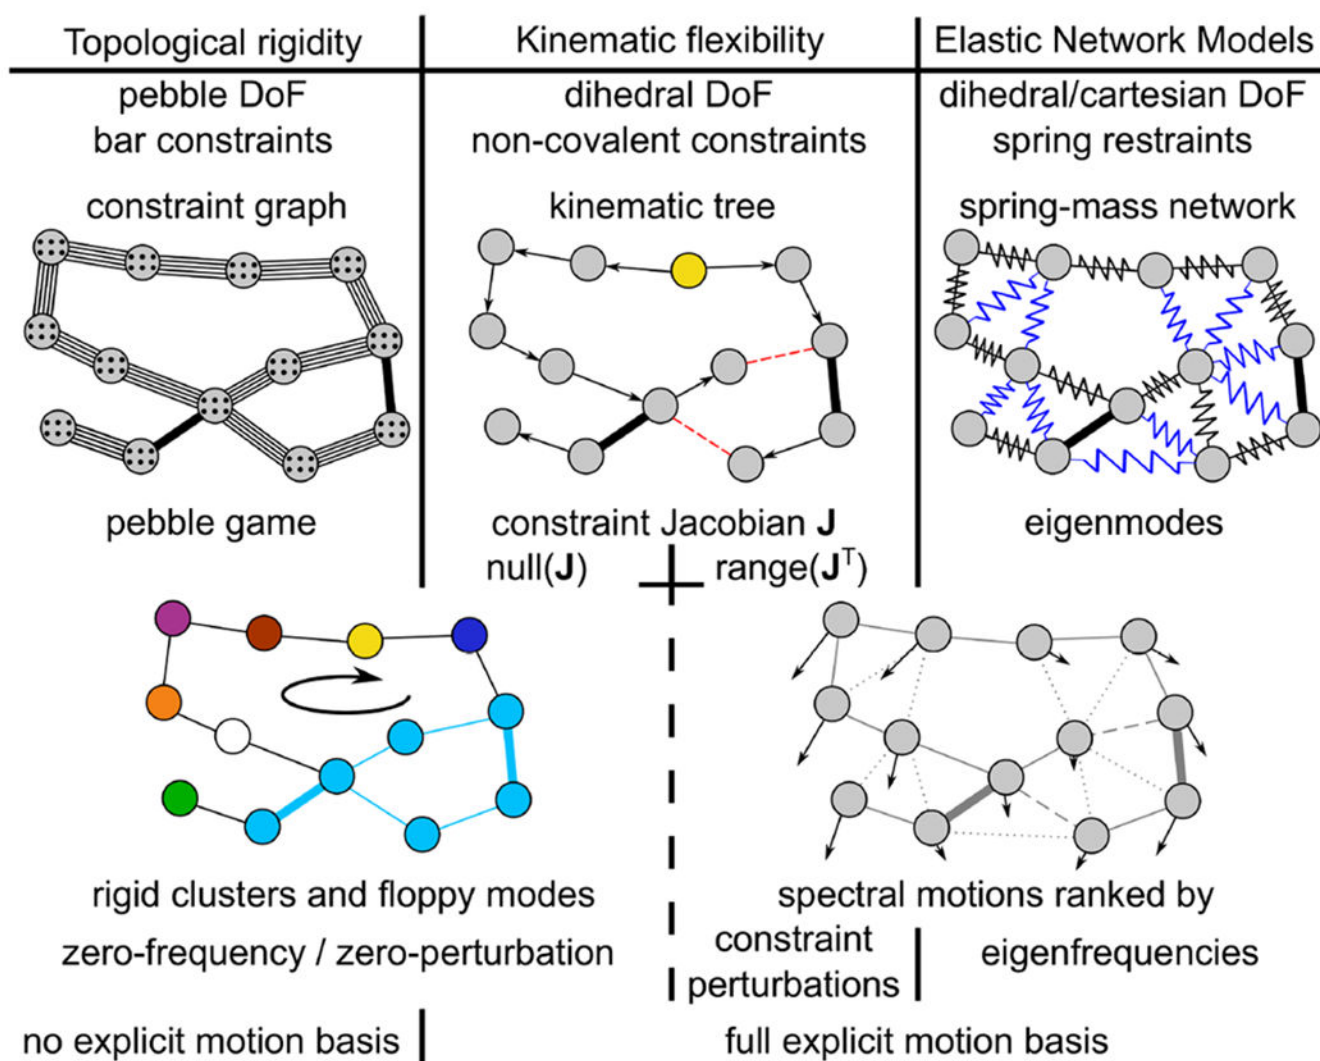 Topological rigidity
Kinematic flexibility
Elastic Network Models
pebble DoF
bar constraints
dihedral DoF
non-covalent constraints
dihedral/cartesian DoF
spring restraints
constraint graph
kinematic tree
spring-mass network
pebble game
constraint Jacobian J
eigenmodes
null(J)
range(Jᵀ)
rigid clusters and floppy modes
zero-frequency / zero-perturbation
spectral motions ranked by
constraint
perturbations
eigenfrequencies
no explicit motion basis
full explicit motion basis